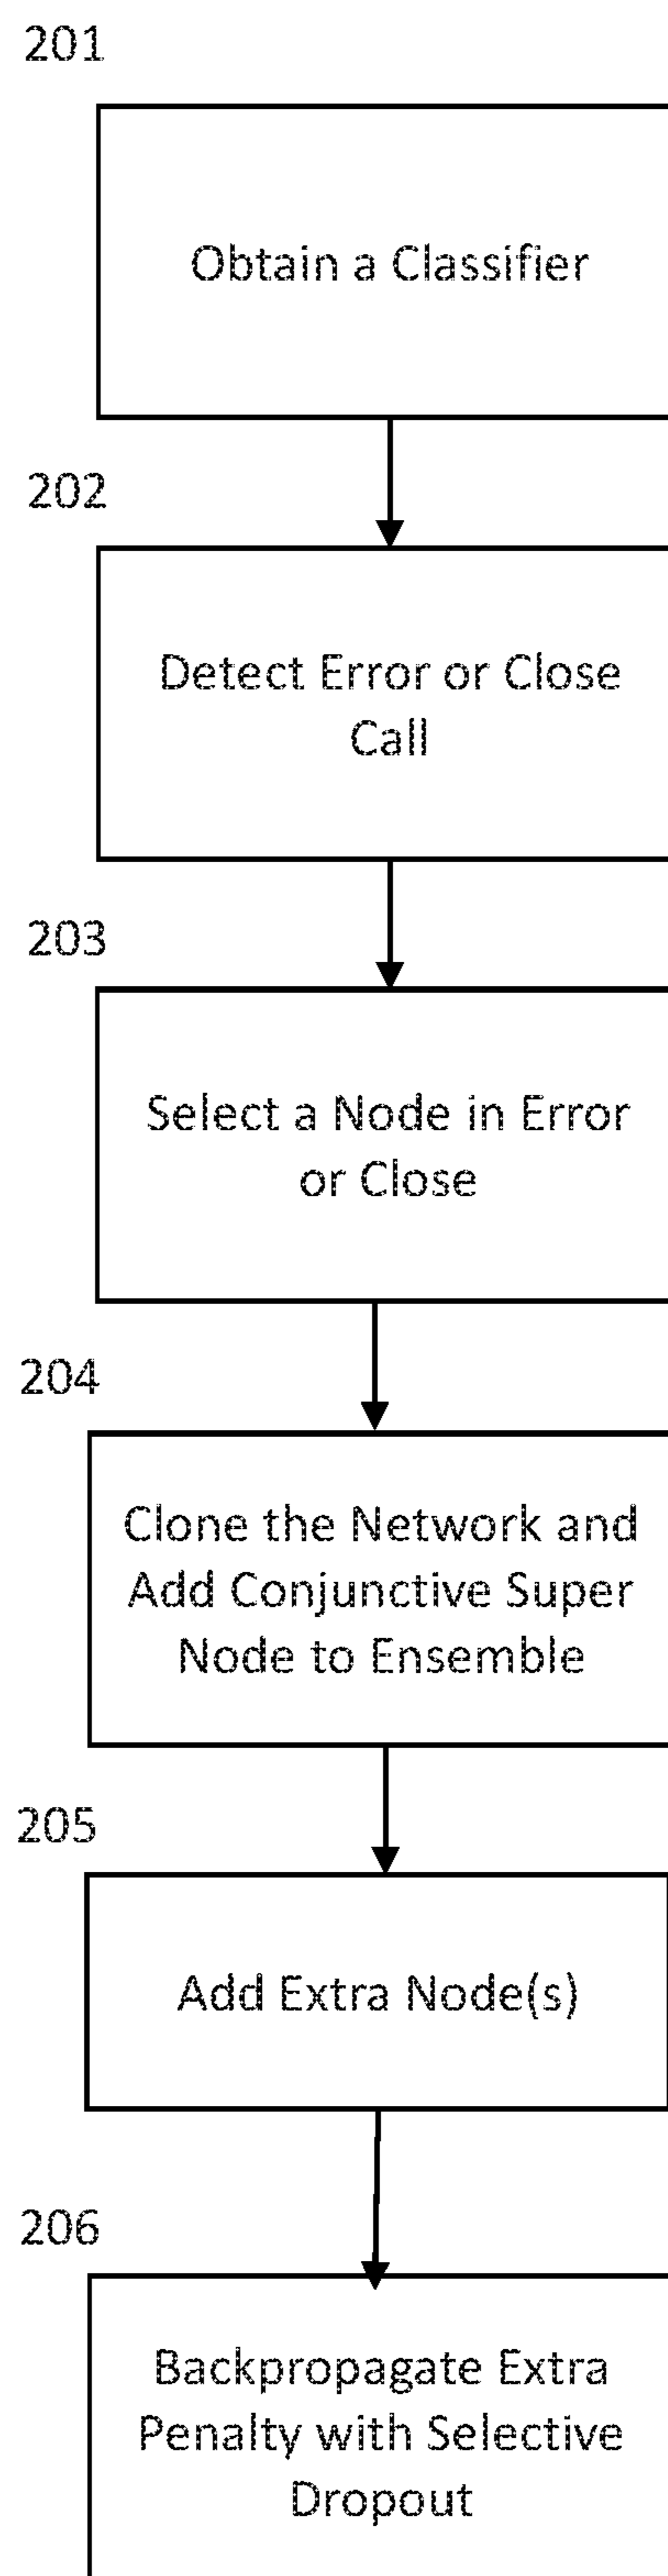 201
Obtain a Classifier
202
Detect Error or Close
Call
203
Select a Node in Error
or Close
204
Clone the Network and
Add Conjunctive Super
Node to Ensemble
205
Add Extra Node(s)
206
Backpropagate Extra
Penalty with Selective
Dropout